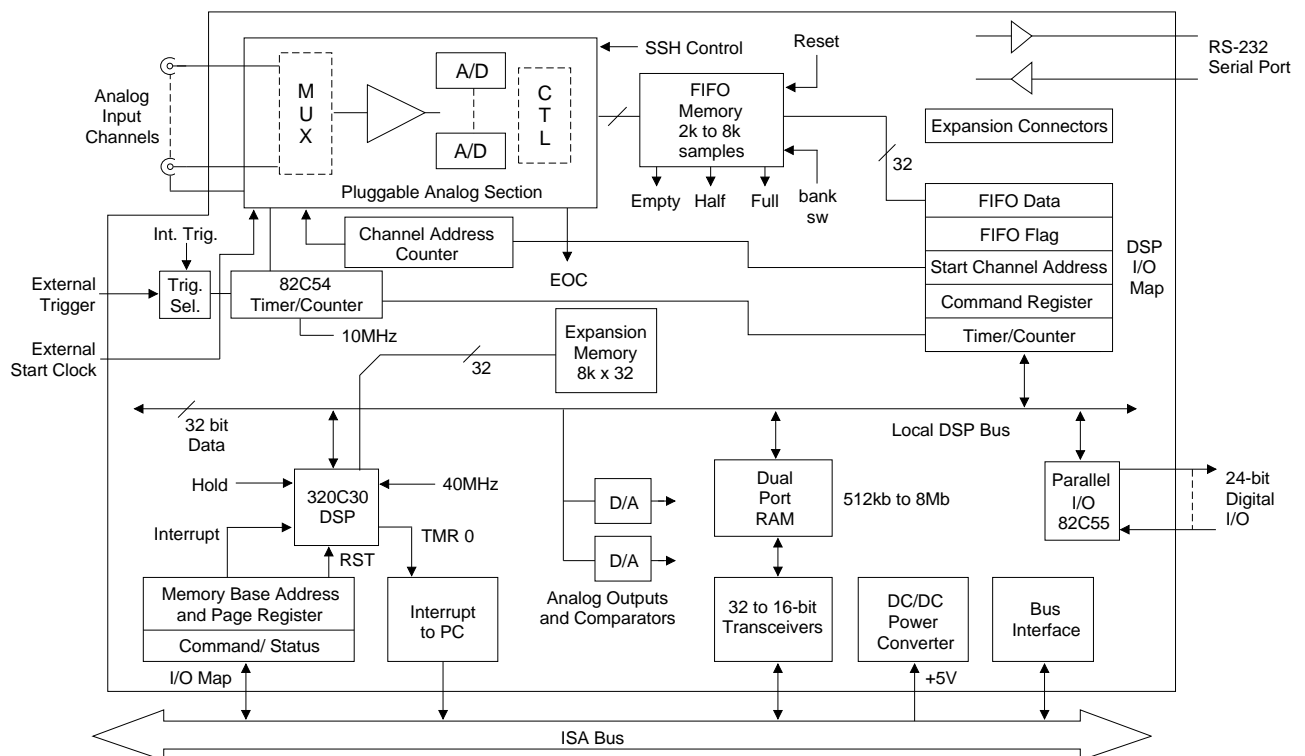 SSH Control
Reset
RS-232
Serial Port
Analog
Input
Channels
M
U
X
A/D
A/D
C
T
L
Pluggable Analog Section
FIFO
Memory
2k to 8k
samples
Empty
Half
Full
bank
sw
32
Expansion Connectors
FIFO Data
FIFO Flag
Start Channel Address
Command Register
Timer/Counter
DSP
I/O
Map
Int. Trig.
External
Trigger
Trig.
Sel.
82C54
Timer/Counter
Channel Address
Counter
EOC
10MHz
External
Start Clock
32
Expansion
Memory
8k x 32
32 bit
Data
Local DSP Bus
Hold
320C30
DSP
40MHz
Interrupt
RST
TMR 0
D/A
D/A
Analog Outputs
and Comparators
Dual
Port
RAM
512kb to 8Mb
Parallel
I/O
82C55
24-bit
Digital
I/O
Memory Base Address
and Page Register
Command/ Status
I/O Map
Interrupt
to PC
32 to 16-bit
Transceivers
DC/DC
Power
Converter
+5V
Bus
Interface
ISA Bus